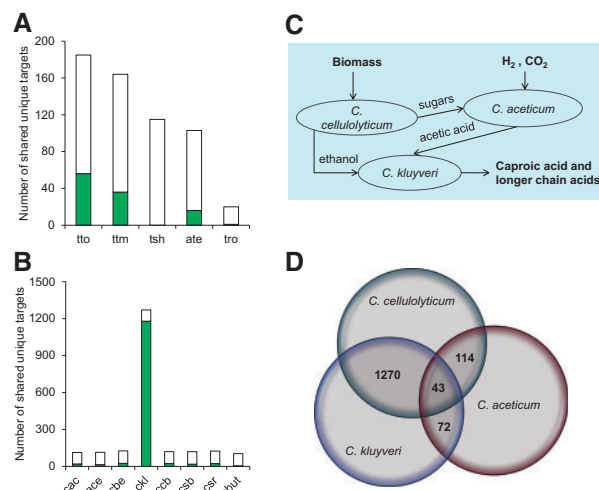 A
Number of shared unique targets
200
160
120
80
40
0
tto
ttm
tsh
ate
tro
B
Number of shared unique targets
1500
1200
900
600
300
0
cac
ace
cbe
ckl
ccb
csb
csr
but
C
Biomass
H2 , CO2
C. cellulolyticum
sugars
C. aceticum
acetic acid
ethanol
C. kluyveri
Caproic acid and
longer chain acids
D
C. cellulolyticum
114
1270
43
C. aceticum
72
C. kluyveri